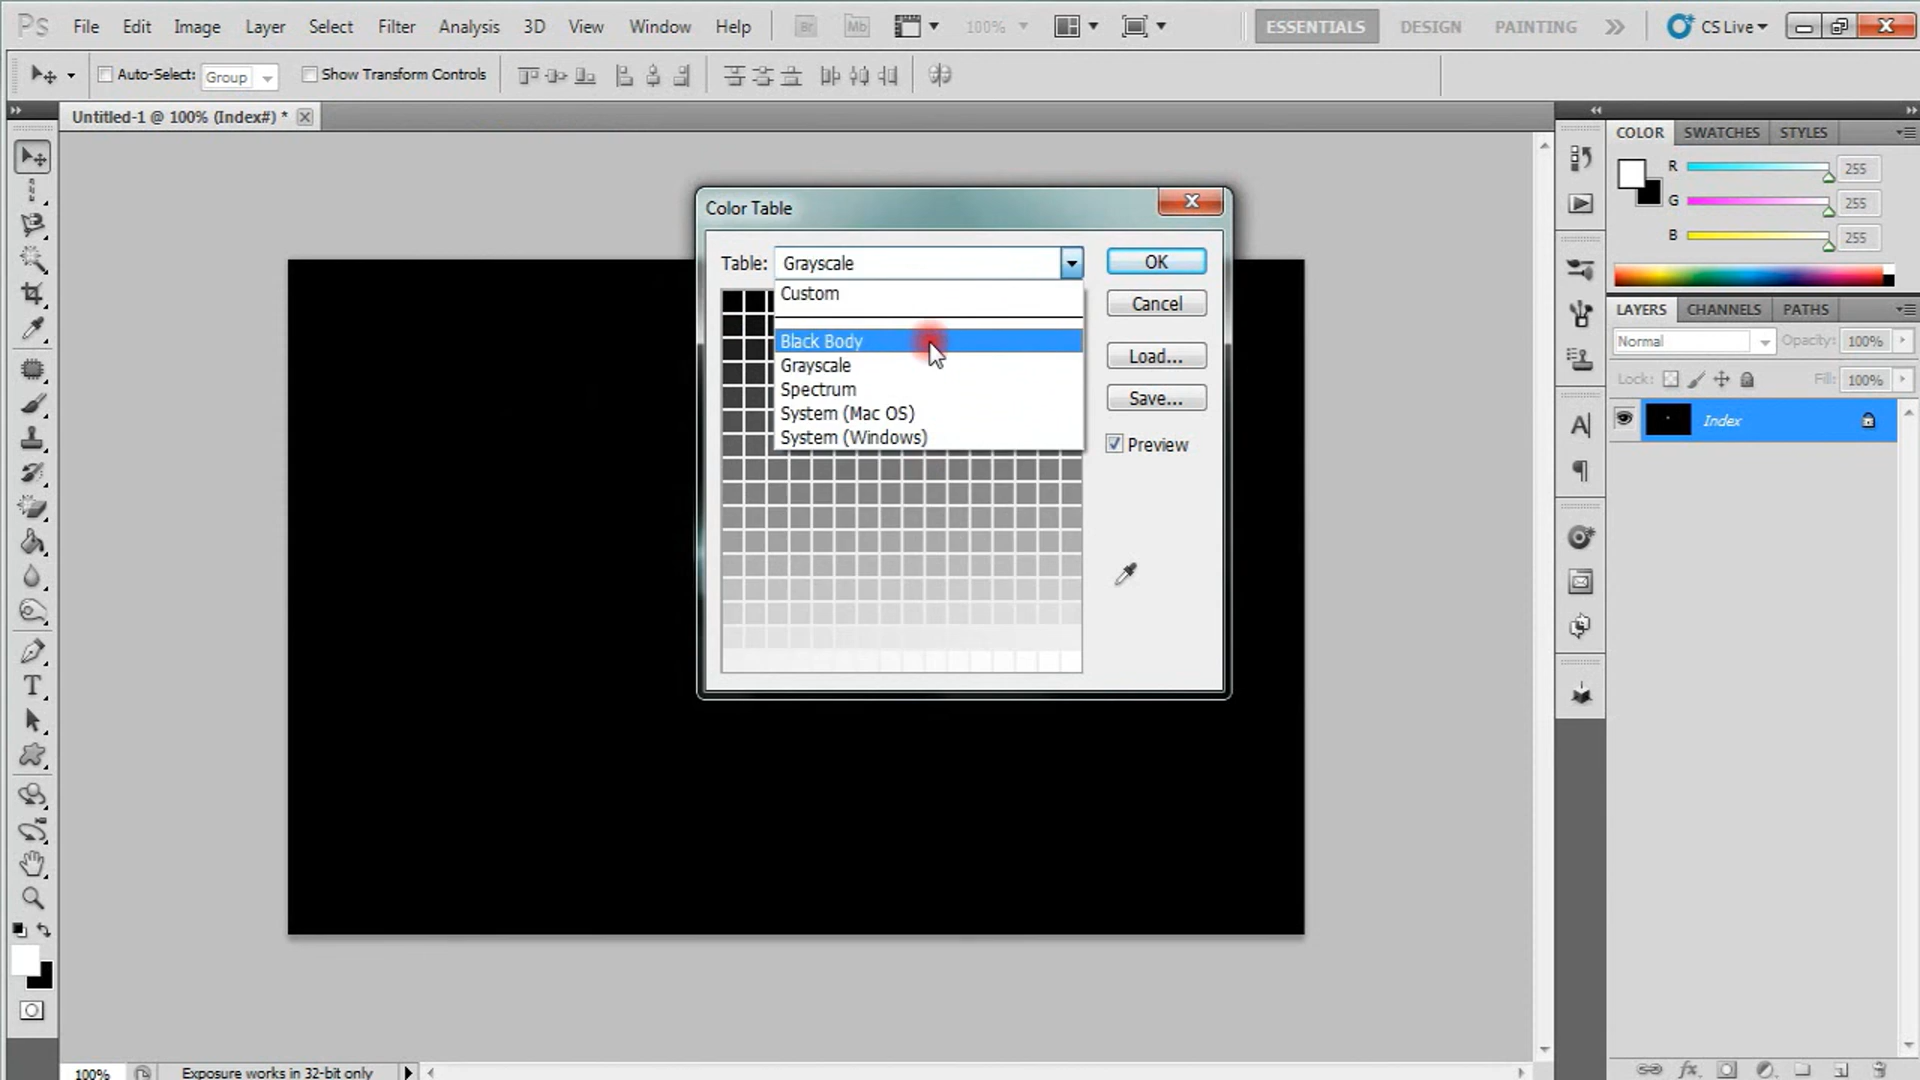 Ps File Edit Image Layer Select Filter Analysis 3D View Window Help Br Mb 100% ESSENTIALS DESIGN PAINTING CS Live
Auto-Select: Group Show Transform Controls
Untitled-1 @ 100% (Index#) *
COLOR SWATCHES STYLES
R 255
G 255
B 255
Color Table
Table: Grayscale
Custom
Black Body
Grayscale
Spectrum
System (Mac OS)
System (Windows)
OK
Cancel
Load...
Save...
Preview
LAYERS CHANNELS PATHS
Normal Opacity: 100%
Lock: Fill: 100%
Index
100% Exposure works in 32-bit only